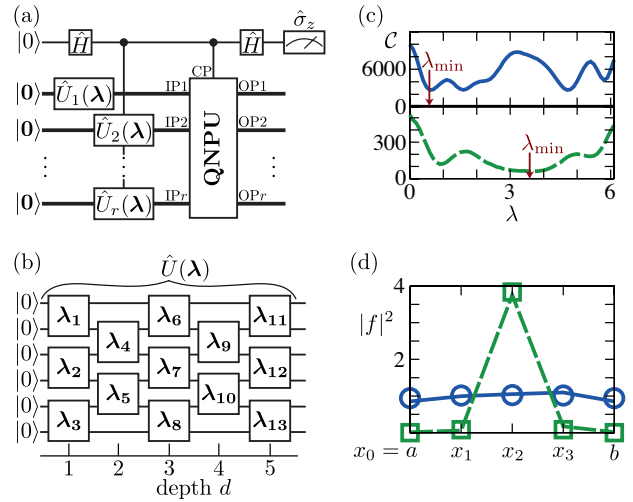 (a)
|0⟩ Ĥ Ĥ σ̂z
CP
|0⟩ Û1(λ) IP1 OP1
|0⟩ Û2(λ) IP2 OP2
QNPU
|0⟩ Ûr(λ) IPr OPr
(b) Û(λ)
|0⟩ λ1 λ6 λ11
|0⟩ λ4 λ9
|0⟩ λ2 λ7 λ12
|0⟩ λ5 λ10
|0⟩ λ3 λ8 λ13
|0⟩
1 2 3 4 5
depth d
(c)
C
6000
λmin
0
300
λmin
0
0 3 6
λ
(d)
4
|f|²
2
x0 = a x1 x2 x3 b